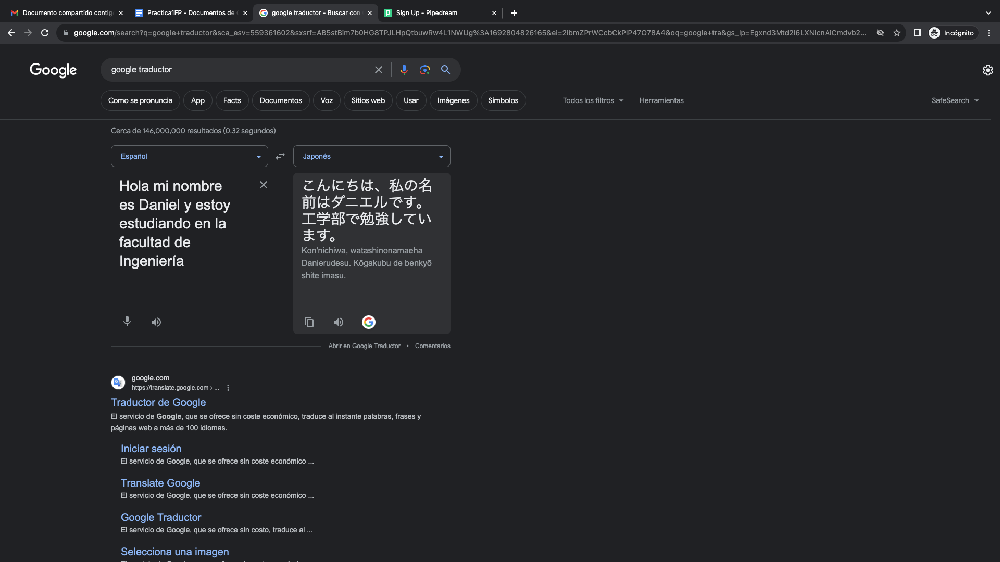 Documento compartido contig
Practica1FP - Documentos de
google traductor - Buscar con
Sign Up - Pipedream
google.com/search?q=google+traductor&sca_esv=559361602&sxsrf=AB5stBim7b0HG8TPJLHpQtbuwRw4L1NWUg%3A1692804826165&ei=2ibmZPrWCcbCkPIP47O78A4&oq=google+tra&gs_lp=Egxnd3Mtd2l6LXNlcnAiCmdvb2...
Incógnito
Google
google traductor
Como se pronuncia
App
Facts
Documentos
Voz
Sitios web
Usar
Imágenes
Símbolos
Todos los filtros
Herramientas
SafeSearch
Cerca de 146,000,000 resultados (0.32 segundos)
Español
Japonés
Hola mi nombre
es Daniel y estoy
estudiando en la
facultad de
Ingeniería
こんにちは、私の名
前はダニエルです。
工学部で勉強してい
ます。
Kon'nichiwa, watashinonamaeha
Danierudesu. Kōgakubu de benkyō
shite imasu.
Abrir en Google Traductor • Comentarios
google.com
https://translate.google.com › ...
Traductor de Google
El servicio de Google, que se ofrece sin coste económico, traduce al instante palabras, frases y
páginas web a más de 100 idiomas.
Iniciar sesión
El servicio de Google, que se ofrece sin coste económico ...
Translate Google
El servicio de Google, que se ofrece sin coste económico ...
Google Traductor
El servicio de Google, que se ofrece sin costo, traduce al ...
Selecciona una imagen